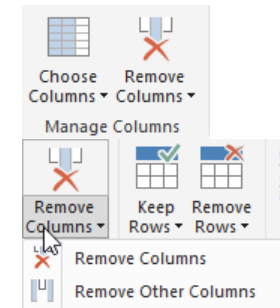 Choose Remove
Columns Columns
Manage Columns
Remove Keep Remove
Columns Rows Rows
Remove Columns
Remove Other Columns